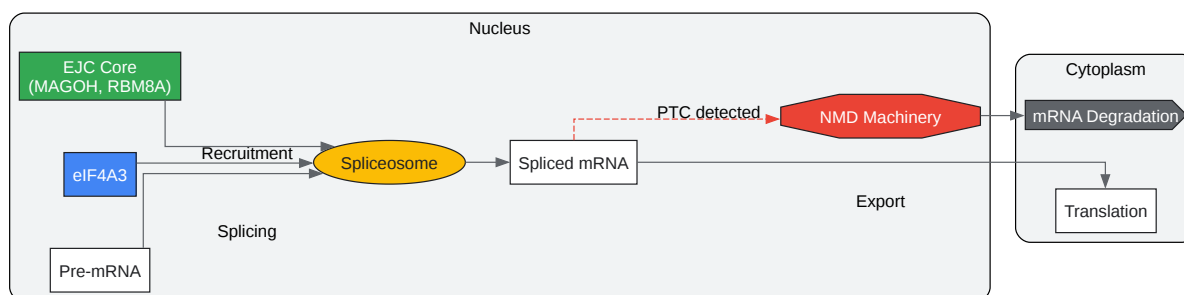 Nucleus
EJC Core
(MAGOH, RBM8A)
Cytoplasm
PTC detected
NMD Machinery
mRNA Degradation
Recruitment
eIF4A3
Spliceosome
Spliced mRNA
Export
Translation
Splicing
Pre-mRNA